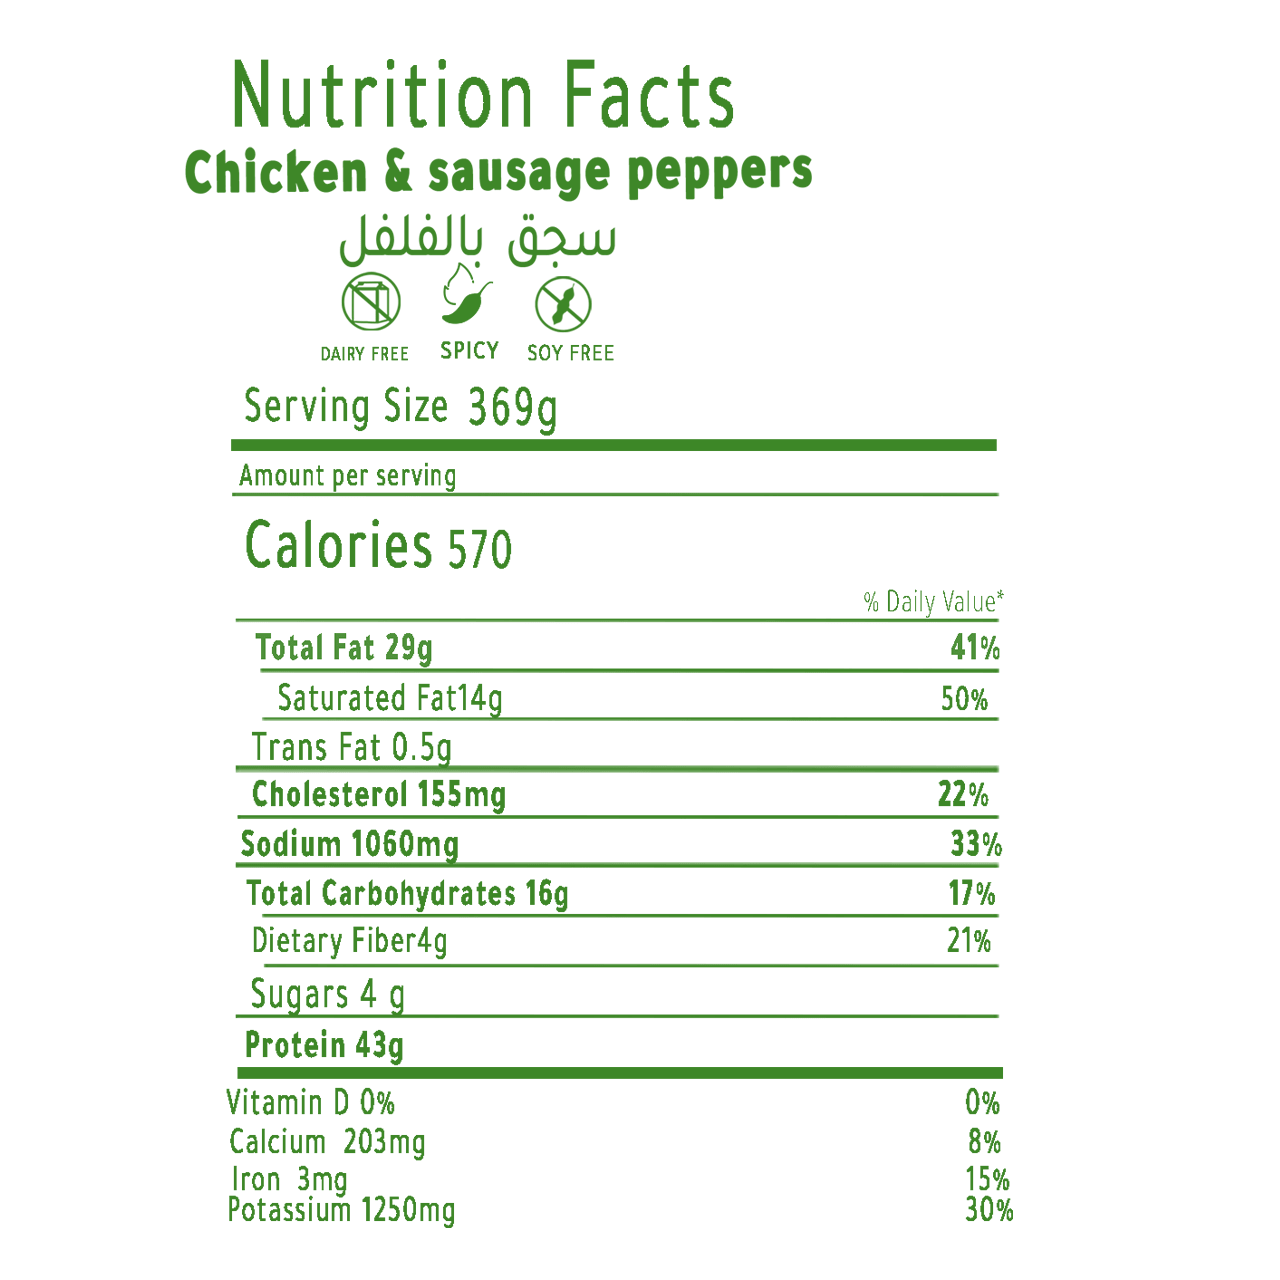 Nutrition Facts
Chicken & sausage peppers
سجق بالفلفل
DAIRY FREE SPICY SOY FREE
Serving Size 369g
Amount per serving
Calories 570
% Daily Value*
Total Fat 29g 41%
Saturated Fat14g 50%
Trans Fat 0.5g
Cholesterol 155mg 22%
Sodium 1060mg 33%
Total Carbohydrates 16g 17%
Dietary Fiber4g 21%
Sugars 4 g
Protein 43g
Vitamin D 0% 0%
Calcium 203mg 8%
Iron 3mg 15%
Potassium 1250mg 30%